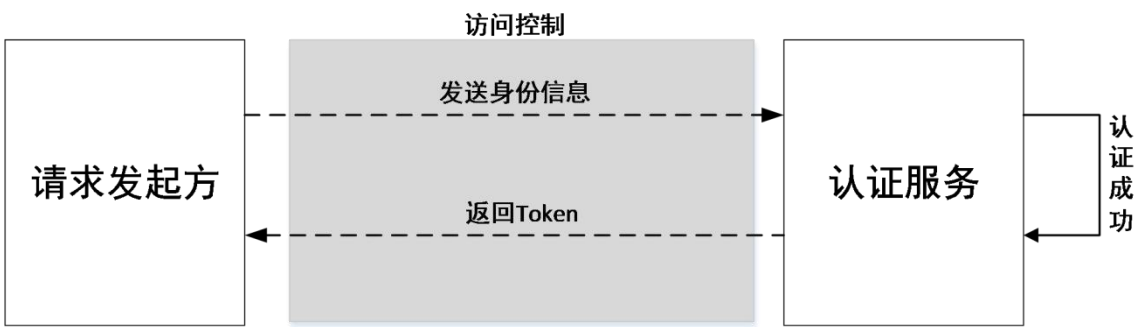 访问控制
发送身份信息
请求发起方
认证服务
认证成功
返回Token